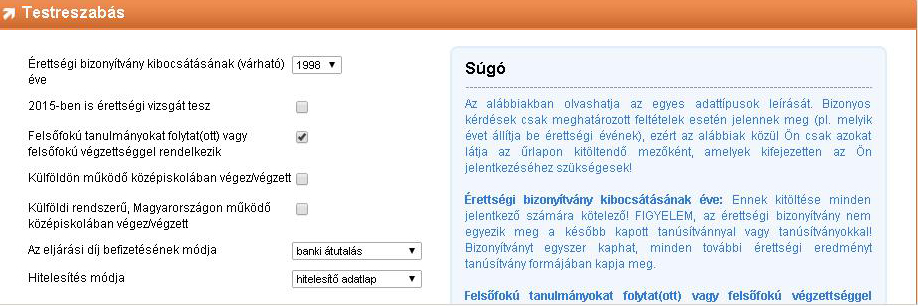 Testreszabás
Érettségi bizonyítvány kibocsátásának (várható)
éve
1998
2015-ben is érettségi vizsgát tesz
Felsőfokú tanulmányokat folytat(ott) vagy
felsőfokú végzettséggel rendelkezik
Külföldön működő középiskolában végez/végzett
Külföldi rendszerű, Magyarországon működő
középiskolában végez/végzett
Az eljárási díj befizetésének módja
banki átutalás
Hitelesítés módja
hitelesítő adatlap
Súgó
Az alábbiakban olvashatja az egyes adattípusok leírását. Bizonyos
kérdések csak meghatározott feltételek esetén jelennek meg (pl. melyik
évet állítja be érettségi évének), ezért az alábbiak közül Ön csak azokat
látja az űrlapon kitöltendő mezőként, amelyek kifejezetten az Ön
jelentkezéséhez szükségesek!
Érettségi bizonyítvány kibocsátásának éve: Ennek kitöltése minden
jelentkező számára kötelező! FIGYELEM, az érettségi bizonyítvány nem
egyezik meg a később kapott tanúsítvánnyal vagy tanúsítványokkal!
Bizonyítványt egyszer kaphat, minden további érettségi eredményt
tanúsítvány formájában kapja meg.
Felsőfokú tanulmányokat folytat(ott) vagy felsőfokú végzettséggel